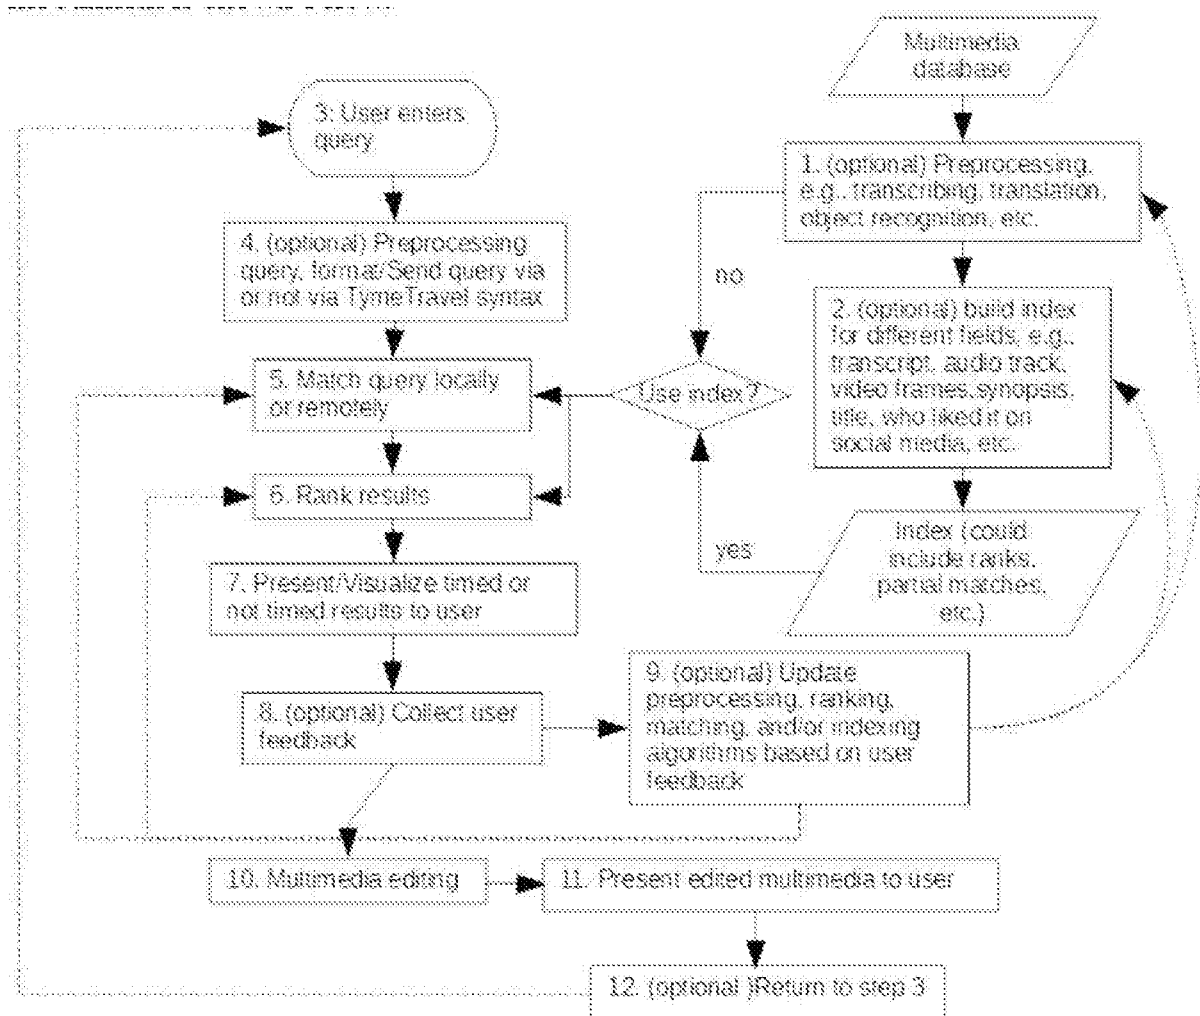 Multimedia
database
3: User enters
query
1. (optional) Preprocessing,
e.g., transcribing, translation,
object recognition, etc.
4. (optional) Preprocessing
query, format/Send query via
or not via TymeTravel syntax
no
2. (optional) build index
for different fields, e.g.,
transcript, audio track,
video frames,synopsis,
title, who liked it on
social media, etc.
5. Match query locally
or remotely
Use index?
6. Rank results
yes
Index (could
include ranks,
partial matches,
etc.)
7. Present/Visualize timed or
not timed results to user
9. (optional) Update
preprocessing, ranking,
matching, and/or indexing
algorithms based on user
feedback
8. (optional) Collect user
feedback
10. Multimedia editing
11. Present edited multimedia to user
12. (optional )Return to step 3